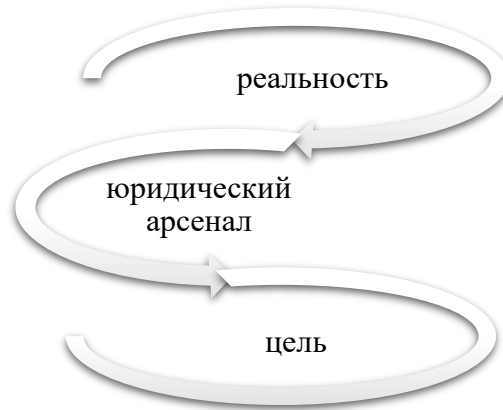 реальность
юридический
арсенал
цель